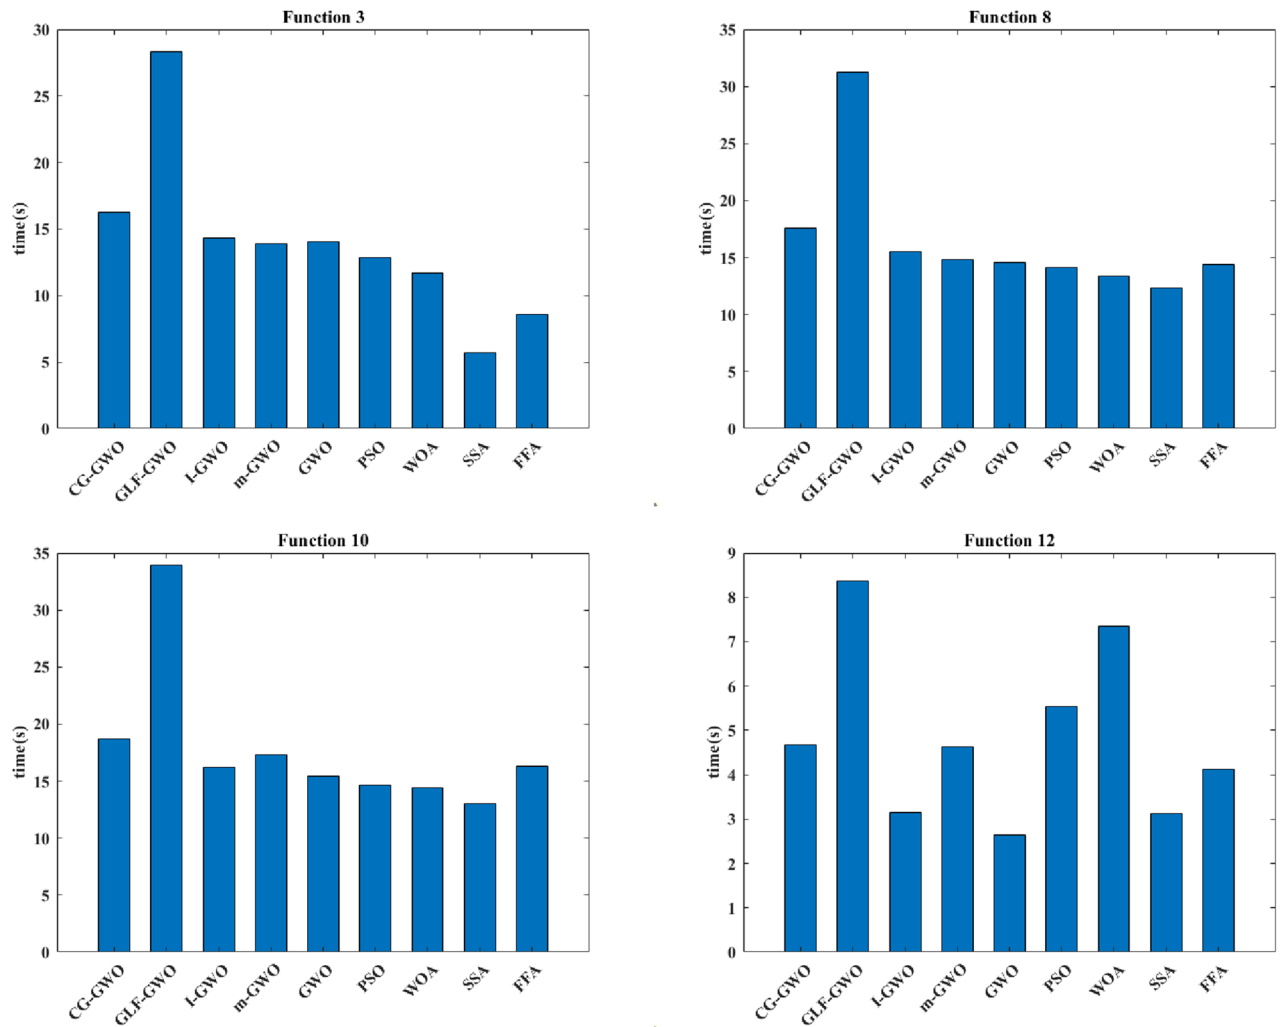 Function 3
30
25
20
15
10
5
0
time(s)
CG-GWO
GLF-GWO
l-GWO
m-GWO
GWO
PSO
WOA
SSA
FFA
Function 8
35
30
25
20
15
10
5
0
time(s)
CG-GWO
GLF-GWO
l-GWO
m-GWO
GWO
PSO
WOA
SSA
FFA
Function 10
35
30
25
20
15
10
5
0
time(s)
CG-GWO
GLF-GWO
l-GWO
m-GWO
GWO
PSO
WOA
SSA
FFA
Function 12
9
8
7
6
5
4
3
2
1
0
time(s)
CG-GWO
GLF-GWO
l-GWO
m-GWO
GWO
PSO
WOA
SSA
FFA